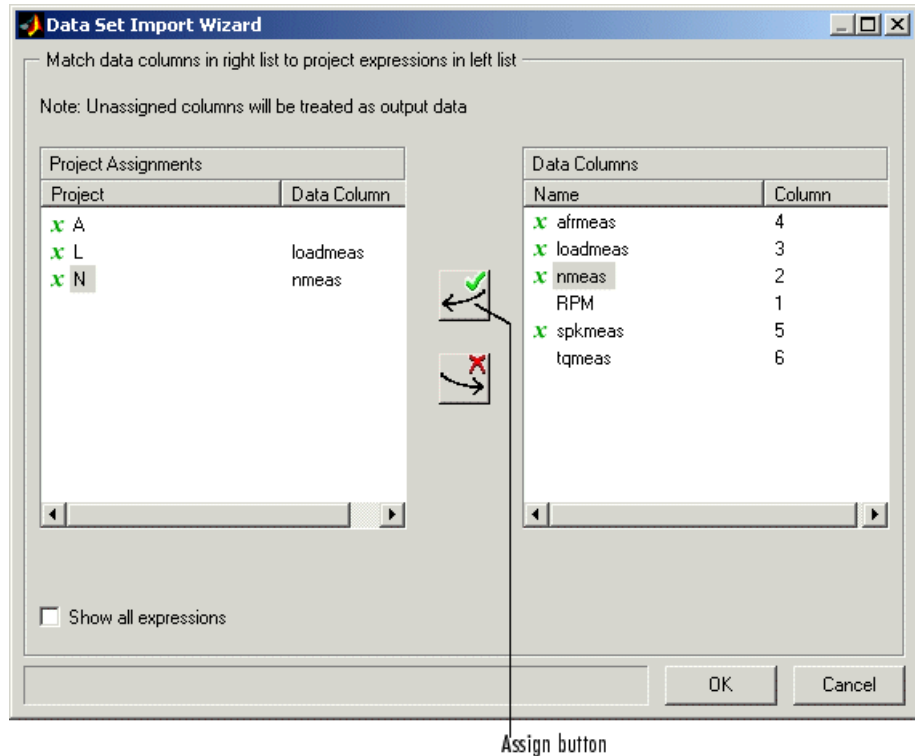 Data Set Import Wizard
Match data columns in right list to project expressions in left list
Note: Unassigned columns will be treated as output data
Project Assignments
Project Data Column
x A
x L loadmeas
x N nmeas
Data Columns
Name Column
x afrmeas 4
x loadmeas 3
x nmeas 2
RPM 1
x spkmeas 5
tqmeas 6
Show all expressions
OK Cancel
Assign button